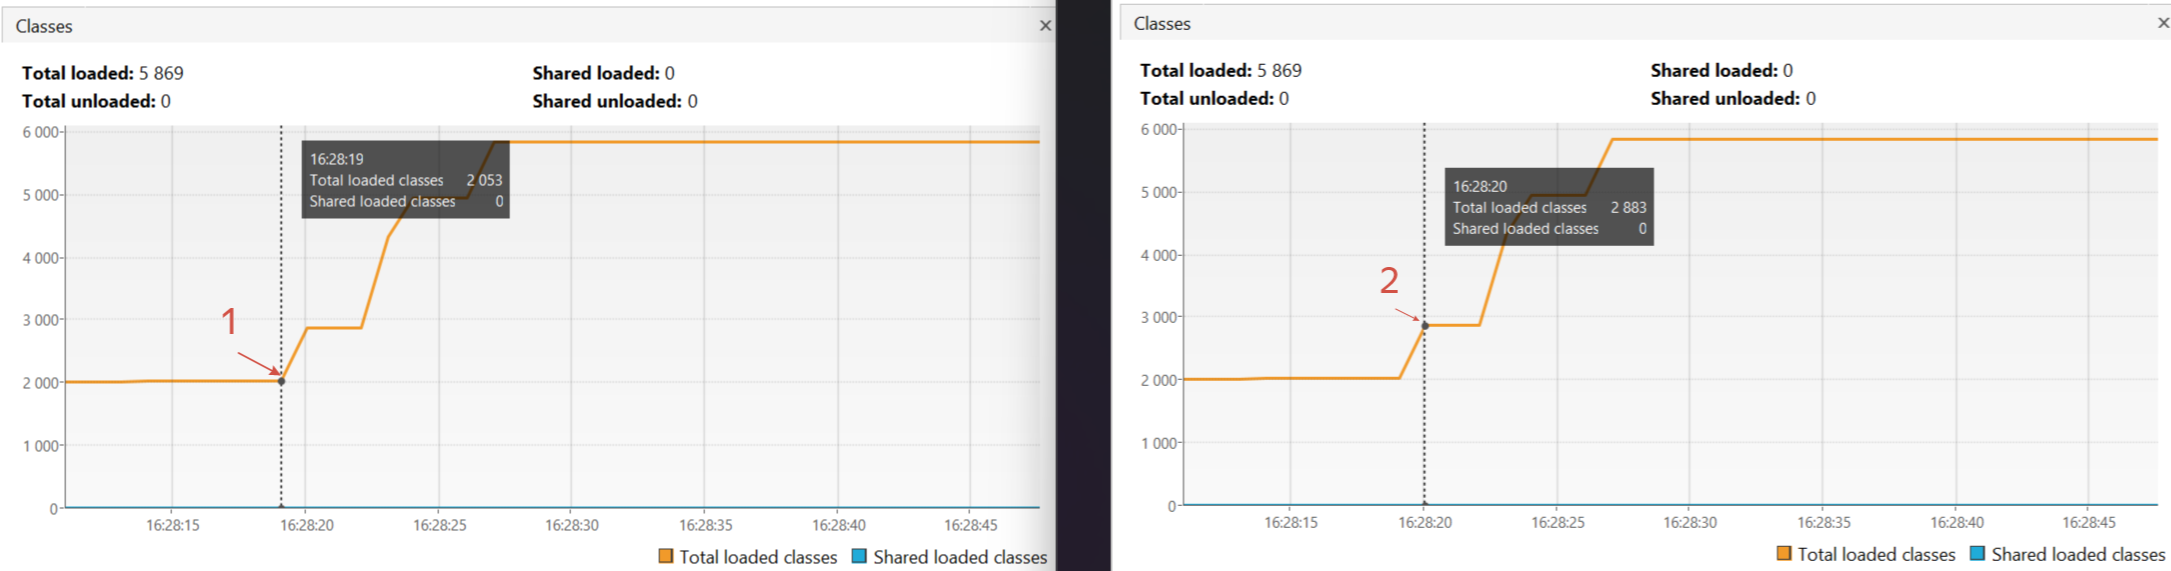 Classes
Total loaded: 5 869 Shared loaded: 0
Total unloaded: 0 Shared unloaded: 0
6 000
5 000
4 000
3 000
2 000
1 000
0
16:28:19
Total loaded classes 2 053
Shared loaded classes 0
1
16:28:15 16:28:20 16:28:25 16:28:30 16:28:35 16:28:40 16:28:45
Total loaded classes Shared loaded classes
Classes
Total loaded: 5 869 Shared loaded: 0
Total unloaded: 0 Shared unloaded: 0
6 000
5 000
4 000
3 000
2 000
1 000
0
16:28:20
Total loaded classes 2 883
Shared loaded classes 0
2
16:28:15 16:28:20 16:28:25 16:28:30 16:28:35 16:28:40 16:28:45
Total loaded classes Shared loaded classes